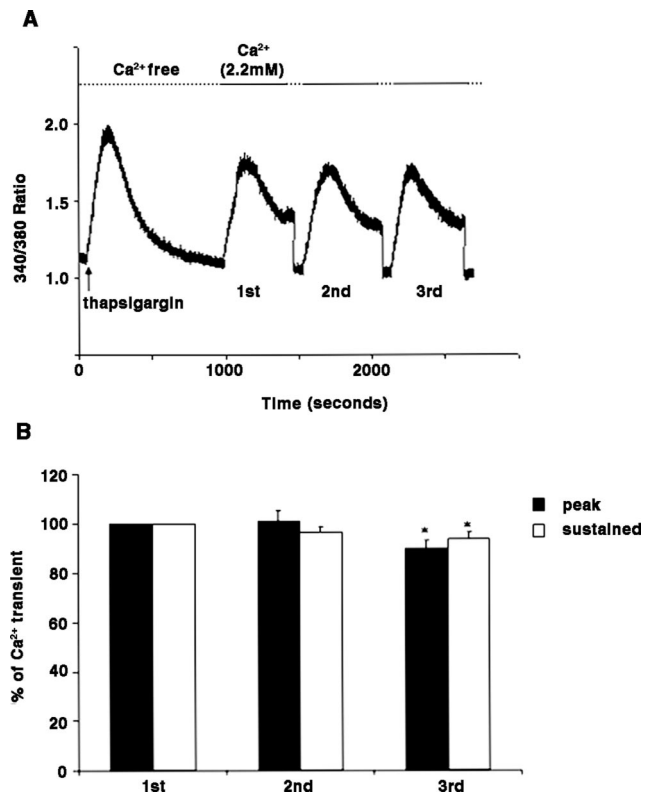 A
Ca²⁺
Ca²⁺ free (2.2mM)
2.0
1.5
1.0
340/380 Ratio
thapsigargin
1st 2nd 3rd
0 1000 2000
Time (seconds)
B
120
100
80
60
40
20
0
% of Ca²⁺ transient
* *
peak
sustained
1st 2nd 3rd